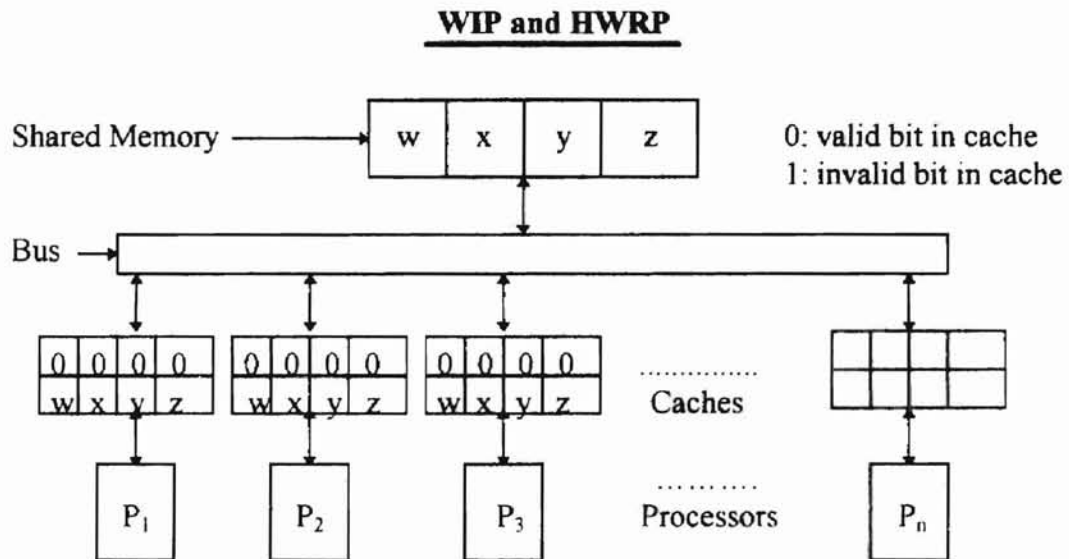 WIP and HWRP
Shared Memory
w x y z
0: valid bit in cache
1: invalid bit in cache
Bus
0 0 0 0
w x y z
0 0 0 0
w x y z
0 0 0 0
w x y z
............
Caches
P1
P2
P3
.........
Processors
Pn